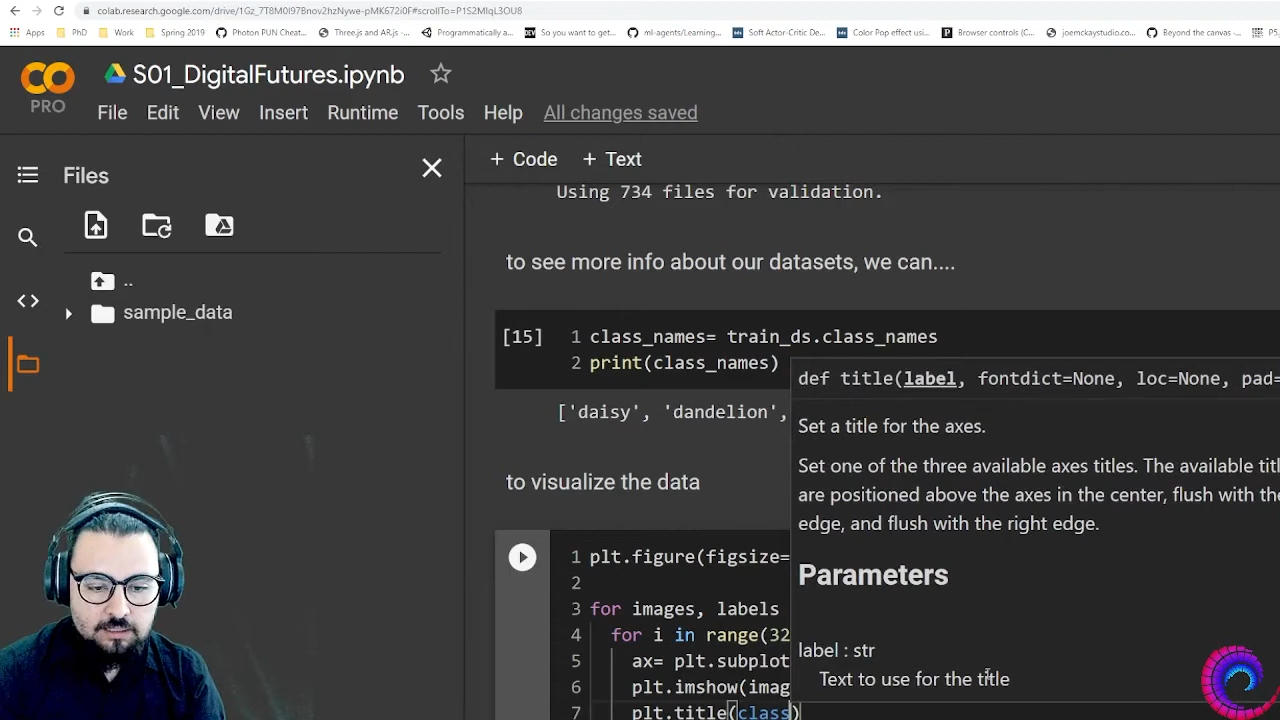 colab.research.google.com/drive/1Gz_7T8M0I97Bnov2hzNywe-pMK672i0F#scrollTo=P1S2MIqL3OU8
Apps PhD Work Spring 2019 Photon PUN Cheat... Three.js and AR.js -... Programmatically a... So you want to get... ml-agents/Learning... Soft Actor-Critic De... Color Pop effect using... Browser controls (C... joemckaystudio.co... Beyond the canvas -... P5
S01_DigitalFutures.ipynb
PRO
File Edit View Insert Runtime Tools Help All changes saved
Files
+ Code + Text
Using 734 files for validation.
..
sample_data
to see more info about our datasets, we can....
[15] 1 class_names= train_ds.class_names
2 print(class_names)
def title(label, fontdict=None, loc=None, pad=
['daisy', 'dandelion',
Set a title for the axes.
Set one of the three available axes titles. The available titl
are positioned above the axes in the center, flush with the
edge, and flush with the right edge.
to visualize the data
Parameters
label : str
Text to use for the title
1 plt.figure(figsize=
2
3 for images, labels
4 for i in range(32
5 ax= plt.subplot
6 plt.imshow(imag
7 plt.title(class)